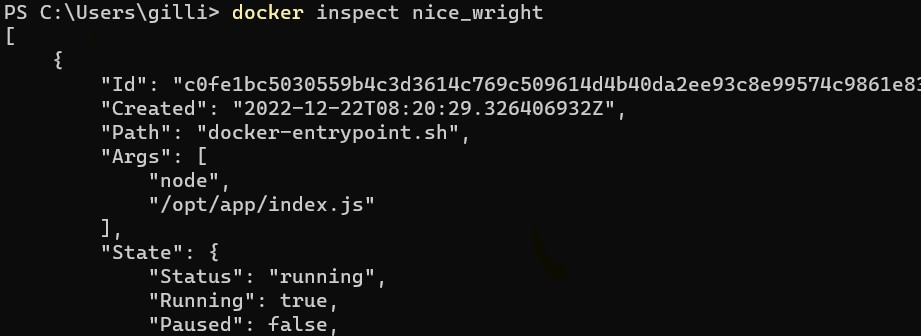 PS C:\Users\gilli> docker inspect nice_wright
[
    {
        "Id": "c0fe1bc5030559b4c3d3614c769c509614d4b40da2ee93c8e99574c9861e83
        "Created": "2022-12-22T08:20:29.326406932Z",
        "Path": "docker-entrypoint.sh",
        "Args": [
            "node",
            "/opt/app/index.js"
        ],
        "State": {
            "Status": "running",
            "Running": true,
            "Paused": false,